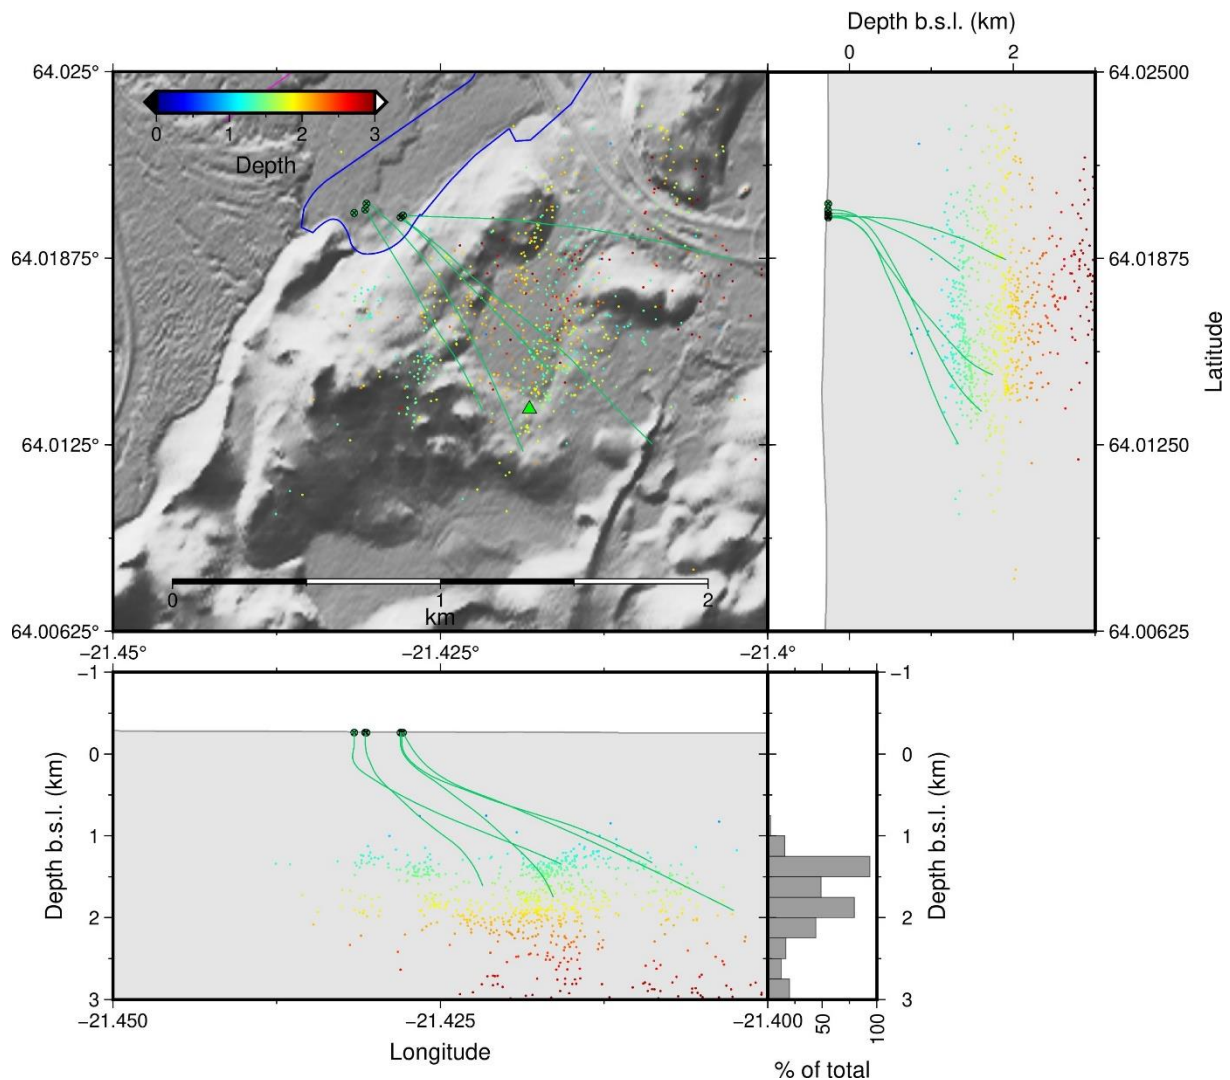 Depth b.s.l. (km)
0 2
64.025°
64.02500
0 1 2 3
Depth
64.01875°
64.01875
Latitude
64.0125°
64.01250
0 1 2
km
64.00625°
64.00625
−21.45° −21.425° −21.4°
−1 −1
0 0
1 1
2 2
3 3
Depth b.s.l. (km)
Depth b.s.l. (km)
−21.450 −21.425 −21.400
50 100
Longitude
% of total